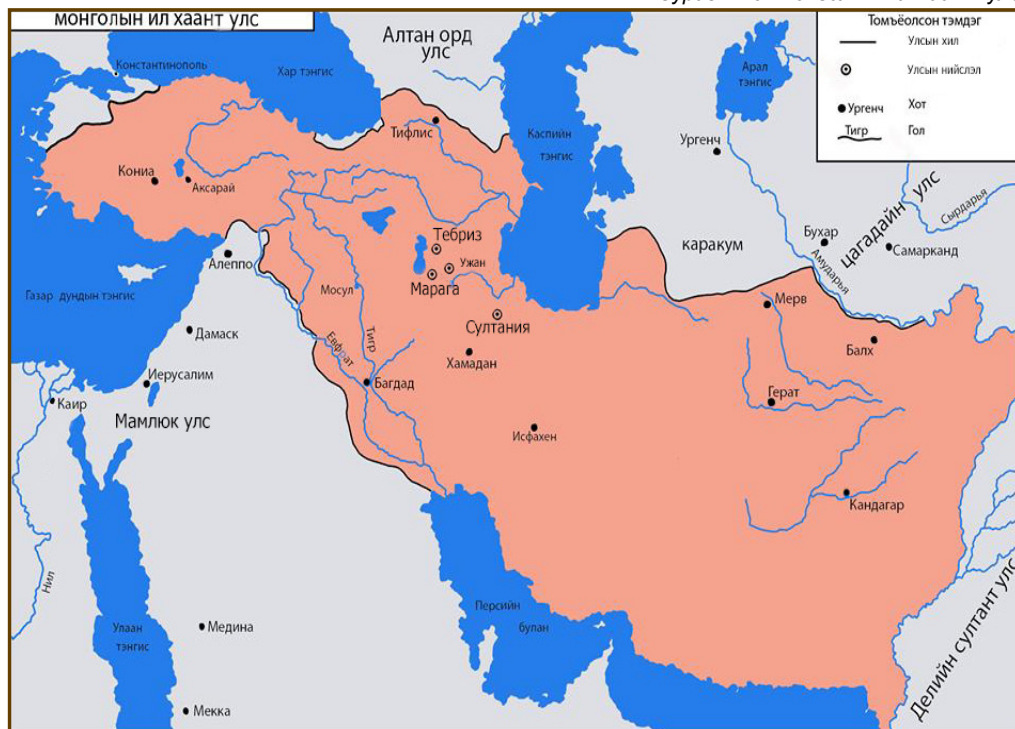 МОНГОЛЫН ИЛ ХААНТ УЛС
Томъёолсон тэмдэг
Улсын хил
Улсын нийслэл
Ургенч
Хот
Тигр
Гол
Алтан орд
улс
Константинополь
Хар тэнгис
Арал
тэнгис
Каспийн
тэнгис
Тифлис
Ургенч
Кониа
Аксарай
цагадайн улс
Сырдарья
Бухар
Самарканд
Амударья
каракум
Тебриз
Ужан
Марага
Алеппо
Газар дундын тэнгис
Мосул
Мерв
Султания
Дамаск
Тигр
Евфрат
Хамадан
Балх
Иерусалим
Багдад
Каир
Мамлюк улс
Герат
Исфахен
Кандагар
Нил
Делийн султант улс
Персийн
булан
Улаан
тэнгис
Медина
Мекка